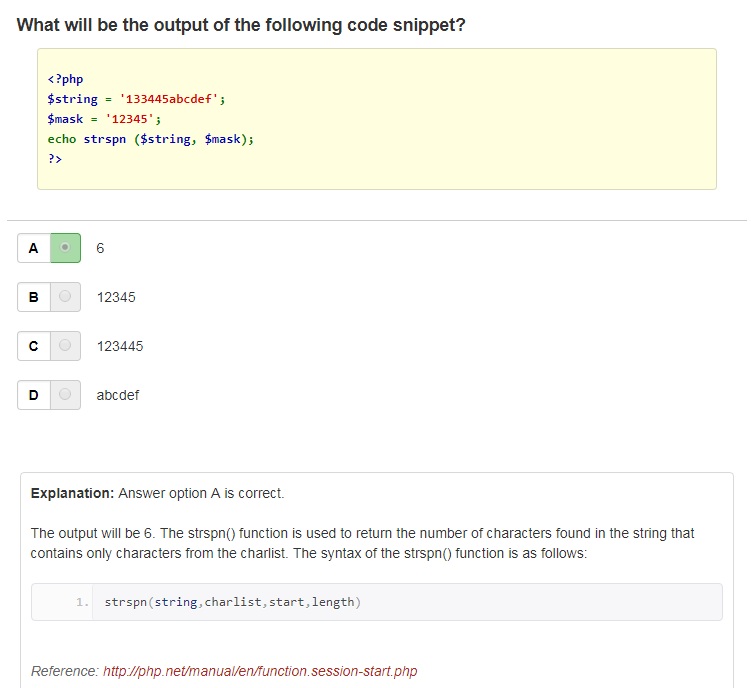 What will be the output of the following code snippet?
<?php
$string = '133445abcdef';
$mask = '12345';
echo strspn ($string, $mask);
?>
A 6
B 12345
C 123445
D abcdef
Explanation: Answer option A is correct.
The output will be 6. The strspn() function is used to return the number of characters found in the string that
contains only characters from the charlist. The syntax of the strspn() function is as follows:
1. strspn(string,charlist,start,length)
Reference: http://php.net/manual/en/function.session-start.php